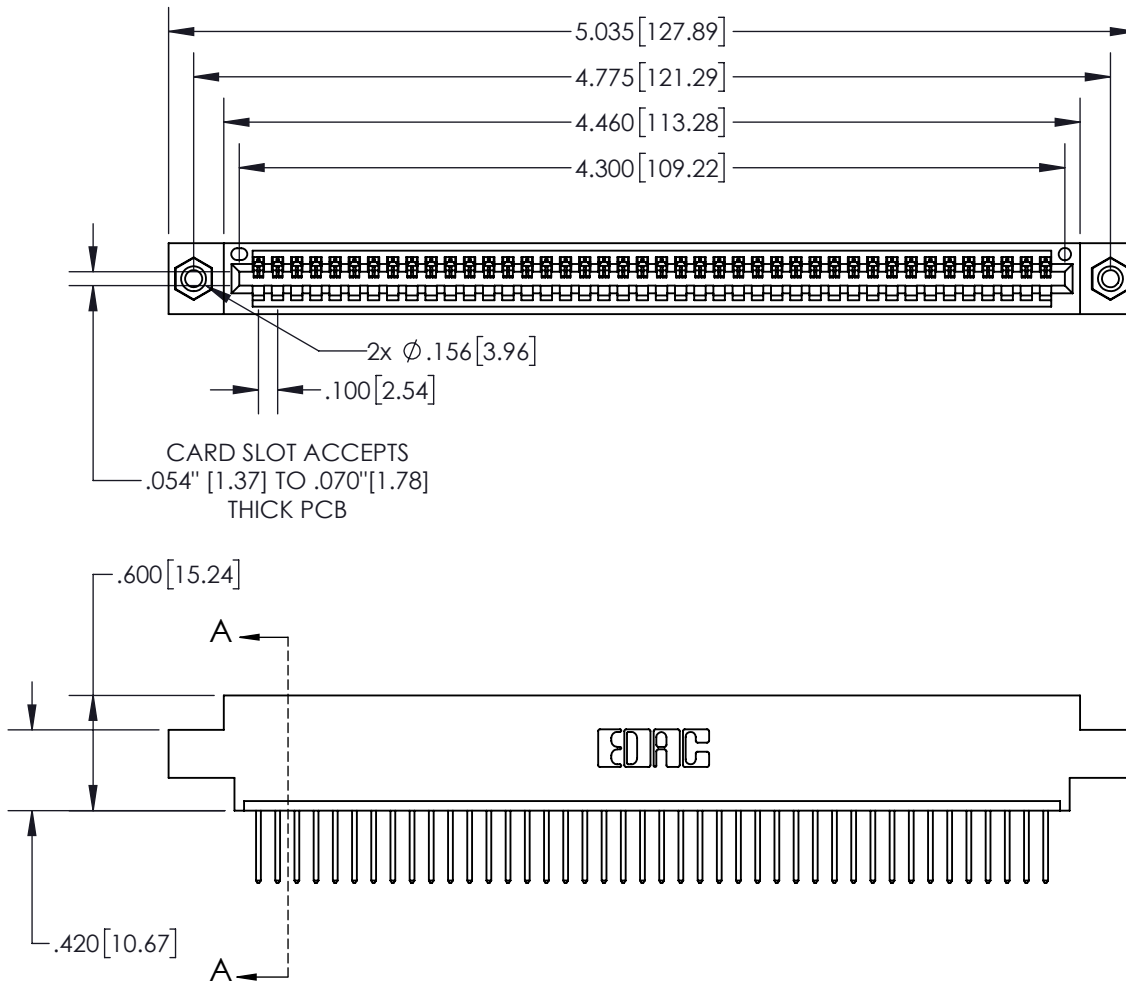 5.035[127.89]
4.775[121.29]
4.460[113.28]
4.300[109.22]
2x Ø.156[3.96]
.100[2.54]
CARD SLOT ACCEPTS
.054" [1.37] TO .070"[1.78]
THICK PCB
.600[15.24]
A
EDAC
.420[10.67]
A